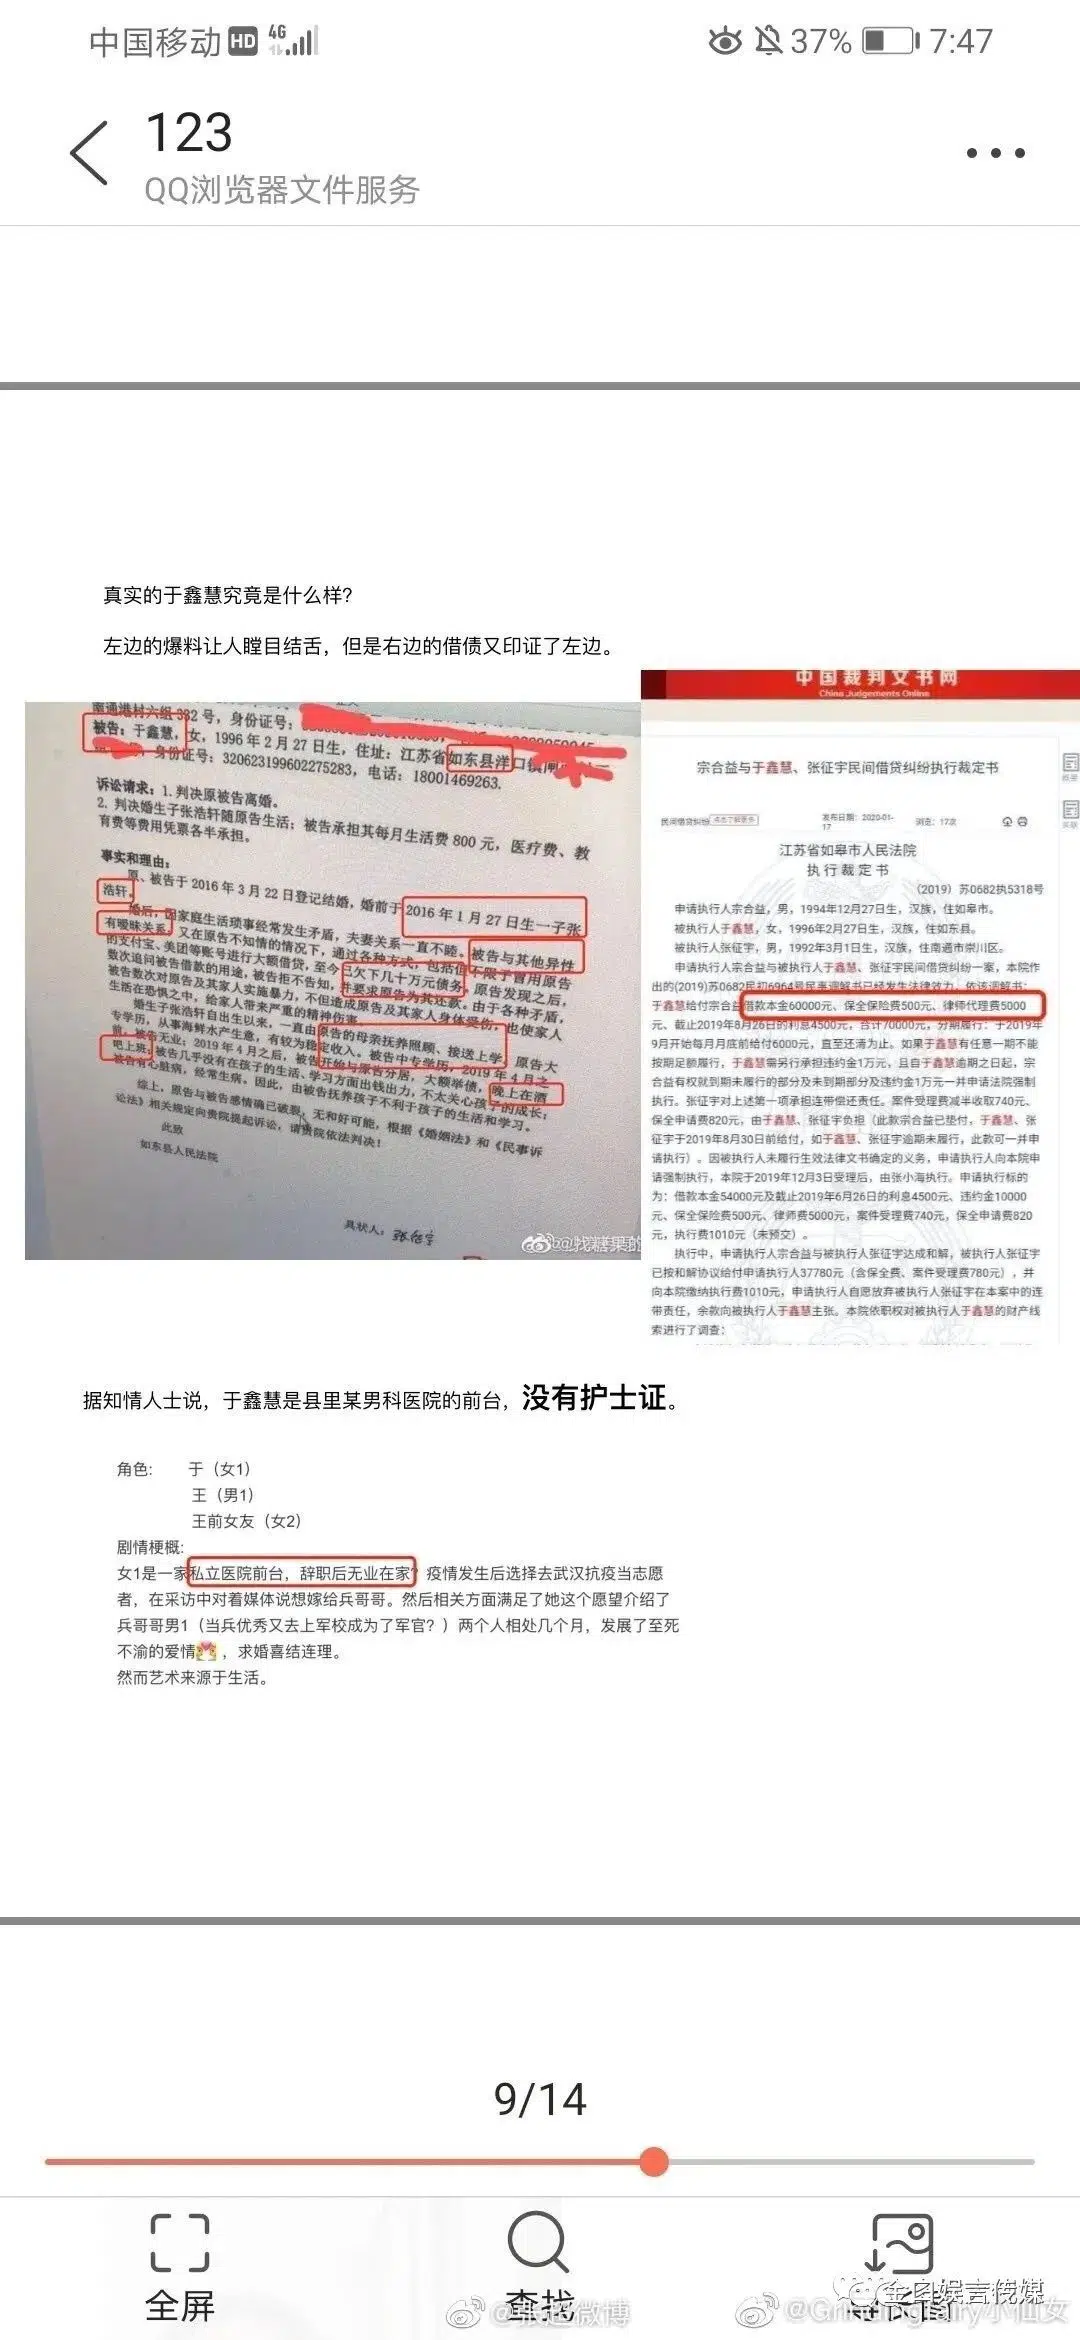 中国移动 HD 4G 37% 7:47
123
QQ浏览器文件服务
真实的于鑫慧究竟是什么样?
左边的爆料让人瞠目结舌，但是右边的借债又印证了左边。
南通港村六组332号，身份证号：
被告：于鑫慧，女，1996年2月27日生，住址：江苏省如东县洋口镇
身份证号：[omitted]，电话：[omitted]
诉讼请求：1. 判决原被告离婚。
2. 判决婚生子张浩轩随原告生活；被告承担其每月生活费800元，医疗费、教
育费等费用凭票各半承担。
事实和理由：
原、被告于2016年3月22日登记结婚，婚前于2016年1月27日生一子张
浩轩。
婚后，因家庭生活琐事经常发生矛盾，夫妻关系一直不睦。被告与其他异性
有暧昧关系，又在原告不知情的情况下，通过各种方式，包括但不限于冒用原告
的支付宝、美团等账号进行大额借贷，至今已欠下几十万元债务，原告发现之后，
数次追问被告借款的用途，被告拒不告知，并要求原告为其还款。由于各种矛盾，
被告数次对原告及其家人实施暴力，不但造成原告及其家人身体受伤，也使家人
生活在恐惧之中，给家人带来严重的精神伤害。
婚生子张浩轩自出生以来，一直由原告的母亲抚养照顾、接送上学，原告大
专学历，从事海鲜水产生意，有较为稳定收入。被告中专学历，2019年4月之
前，被告无业；2019年4月之后，被告开始与原告分居，大额举债，晚上在酒
吧上班，被告几乎没有在孩子的生活、学习方面出钱出力，不太关心孩子的成长，
被告有心脏病，经常生病。因此，由被告抚养孩子不利于孩子的生活和学习。
综上，原告与被告感情确已破裂，无和好可能，根据《婚姻法》和《民事诉
讼法》相关规定向贵院提起诉讼，请贵院依法判决！
此致
如东县人民法院
具状人：张征宇
中国裁判文书网
China Judgements Online
宗合益与于鑫慧、张征宇民间借贷纠纷执行裁定书
民间借贷纠纷 点击了解更多 发布日期：2020-01-17 浏览：17次
江苏省如皋市人民法院
执行裁定书
（2019）苏0682执5318号
申请执行人宗合益，男，1994年12月27日生，汉族，住如皋市。
被执行人于鑫慧，女，1996年2月27日生，汉族，住如东县。
被执行人张征宇，男，1992年3月1日生，汉族，住南通市崇川区。
申请执行人宗合益与被执行人于鑫慧、张征宇民间借贷纠纷一案，本院作
出的(2019)苏0682民初6964号民事调解书已经发生法律效力，依该调解书：
于鑫慧给付宗合益借款本金60000元、保全保险费500元、律师代理费5000
元、截止2019年8月26日的利息4500元，合计70000元，分期履行：于2019年
9月开始每月月底前给付6000元，直至还清为止。如果于鑫慧有任意一期不能
按期足额履行，于鑫慧需另行承担违约金1万元，且自于鑫慧逾期之日起，宗
合益有权就到期未履行的部分及未到期部分及违约金1万元一并申请法院强制
执行。张征宇对上述第一项承担连带偿还责任。案件受理费减半收取740元、
保全申请费820元，由于鑫慧、张征宇负担（此款宗合益已垫付，于鑫慧、张
征宇于2019年8月30日前给付，如于鑫慧、张征宇逾期未履行，此款可一并申
请执行）。因被执行人未履行生效法律文书确定的义务，申请执行人向本院申
请强制执行，本院于2019年12月3日受理后，由张小海执行。申请执行标的
为：借款本金54000元及截止2019年6月26日的利息4500元、违约金10000
元、保全保险费500元、律师费5000元，案件受理费740元，保全申请费820
元，执行费1010元（未预交）。
执行中，申请执行人宗合益与被执行人张征宇达成和解，被执行人张征宇
已按和解协议给付申请执行人37780元（含保全费、案件受理费780元），并
向本院缴纳执行费1010元，申请执行人自愿放弃被执行人张征宇在本案中的连
带责任，余款向被执行人于鑫慧主张。本院依职权对被执行人于鑫慧的财产线
索进行了调查：
据知情人士说，于鑫慧是县里某男科医院的前台，没有护士证。
角色: 于（女1）
王（男1）
王前女友（女2）
剧情梗概:
女1是一家私立医院前台，辞职后无业在家？疫情发生后选择去武汉抗疫当志愿
者，在采访中对着媒体说想嫁给兵哥哥。然后相关方面满足了她这个愿望介绍了
兵哥哥男1（当兵优秀又去上军校成为了军官？）两个人相处几个月，发展了至死
不渝的爱情，求婚喜结连理。
然而艺术来源于生活。
9/14
全屏 查找